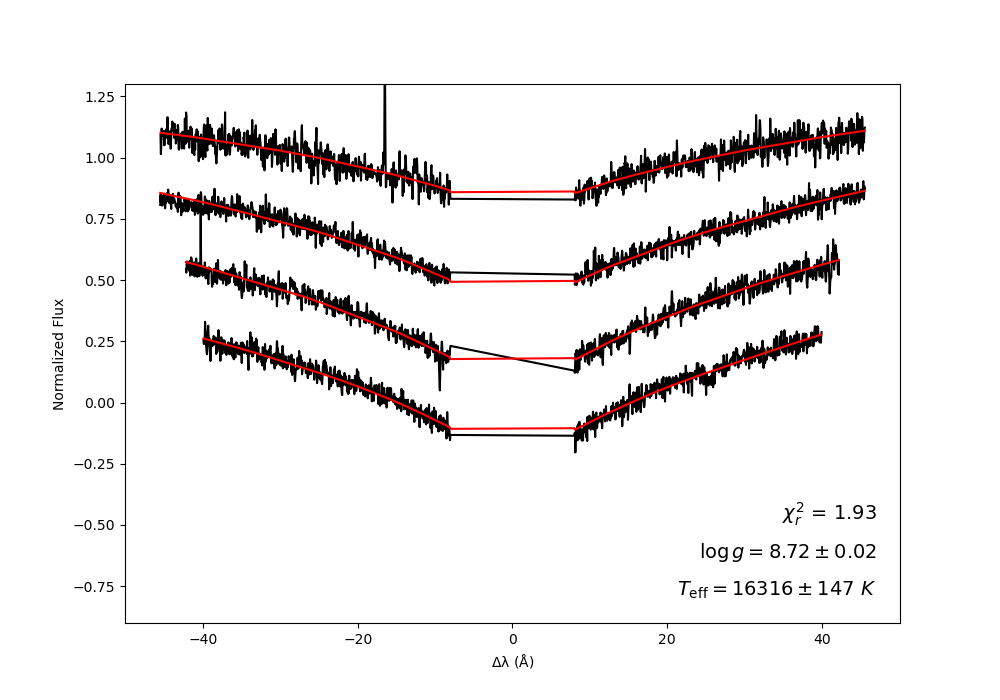 1.25
1.00
0.75
0.50
0.25
0.00
−0.25
−0.50
−0.75
Normalized Flux
χ²ᵣ = 1.93
log g = 8.72 ± 0.02
T_eff = 16316 ± 147 K
−40
−20
0
20
40
Δλ (Å)